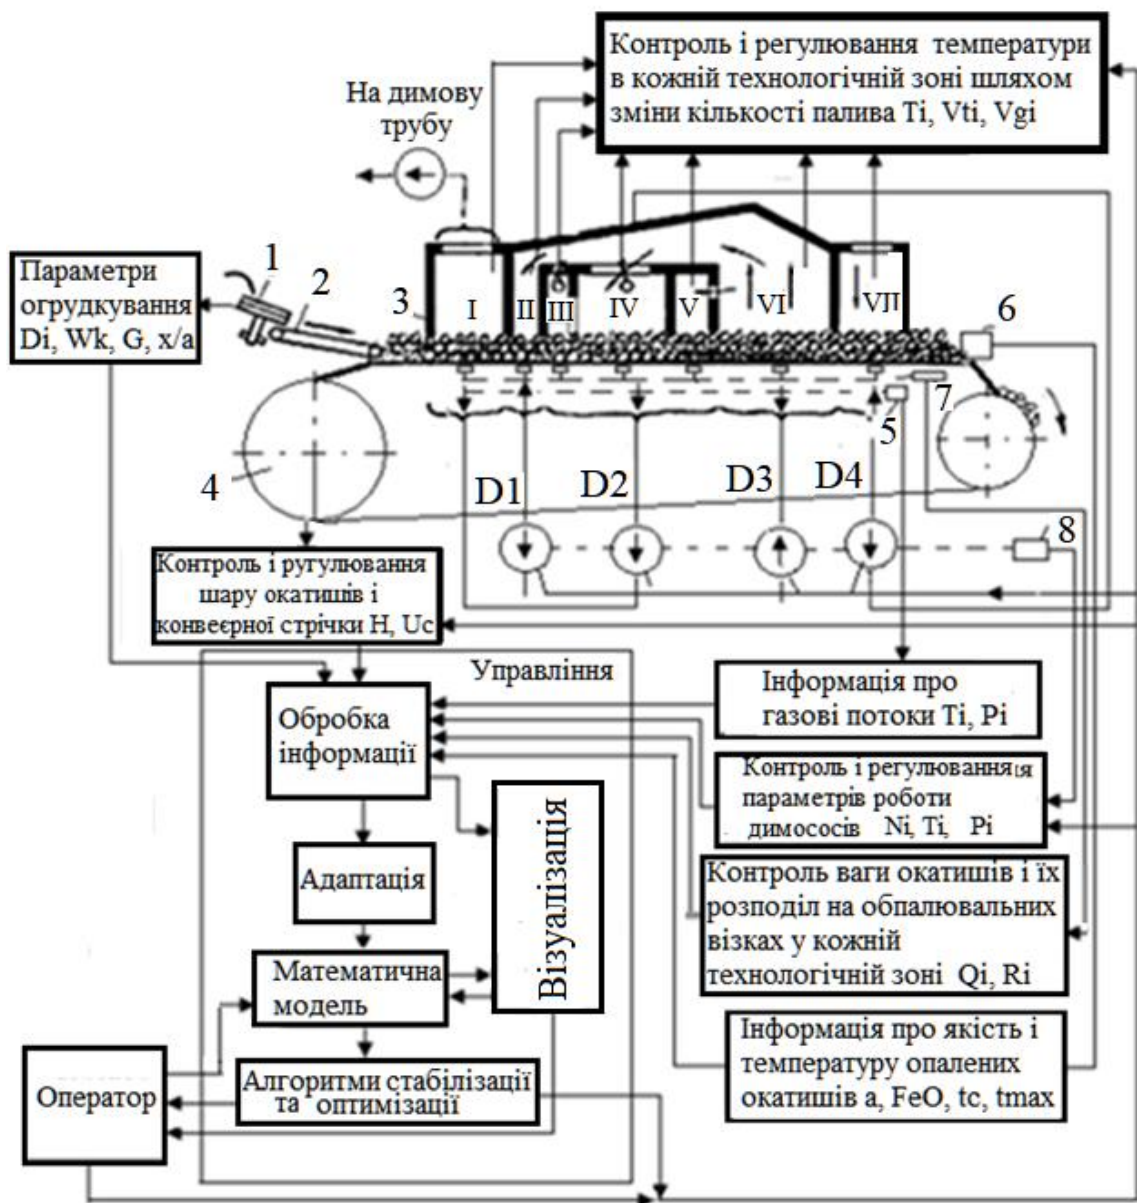 Контроль і регулювання температури
в кожній технологічній зоні шляхом
зміни кількості палива Ti, Vti, Vgi
На димову
трубу
Параметри
огрудкування
Di, Wk, G, x/a
1
2
3
I
II
III
IV
V
VI
VII
6
7
5
4
D1
D2
D3
D4
8
Контроль і ругулювання
шару окатишів і
конвеєрної стрічки H, Uc
Управління
Обробка
інформації
Інформація про
газові потоки Ti, Pi
Контроль і регулювання
ія
параметрів роботи
димососів Ni, Ti, Pi
Візуалізація
Адаптація
Контроль ваги окатишів і їх
розподіл на обпалювальних
візках у кожній
технологічній зоні Qi, Ri
Математична
модель
Інформація про якість і
температуру опалених
окатишів a, FeO, tc, tmax
Оператор
Алгоритми стабілізації
та оптимізації